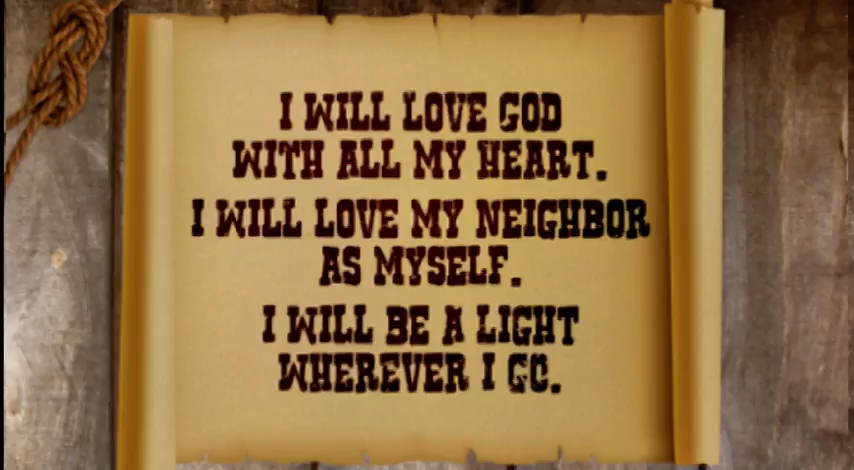 I WILL LOVE GOD
WITH ALL MY HEART.
I WILL LOVE MY NEIGHBOR
AS MYSELF.
I WILL BE A LIGHT
WHEREVER I GO.